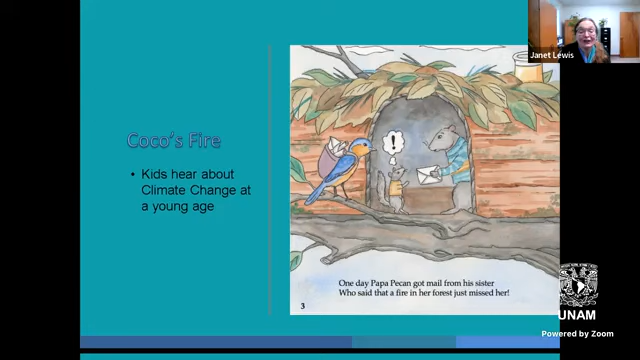 Coco's Fire
• Kids hear about
Climate Change at
a young age
!
One day Papa Pecan got mail from his sister
Who said that a fire in her forest just missed her!
3
Janet Lewis
UNAM
Powered by Zoom